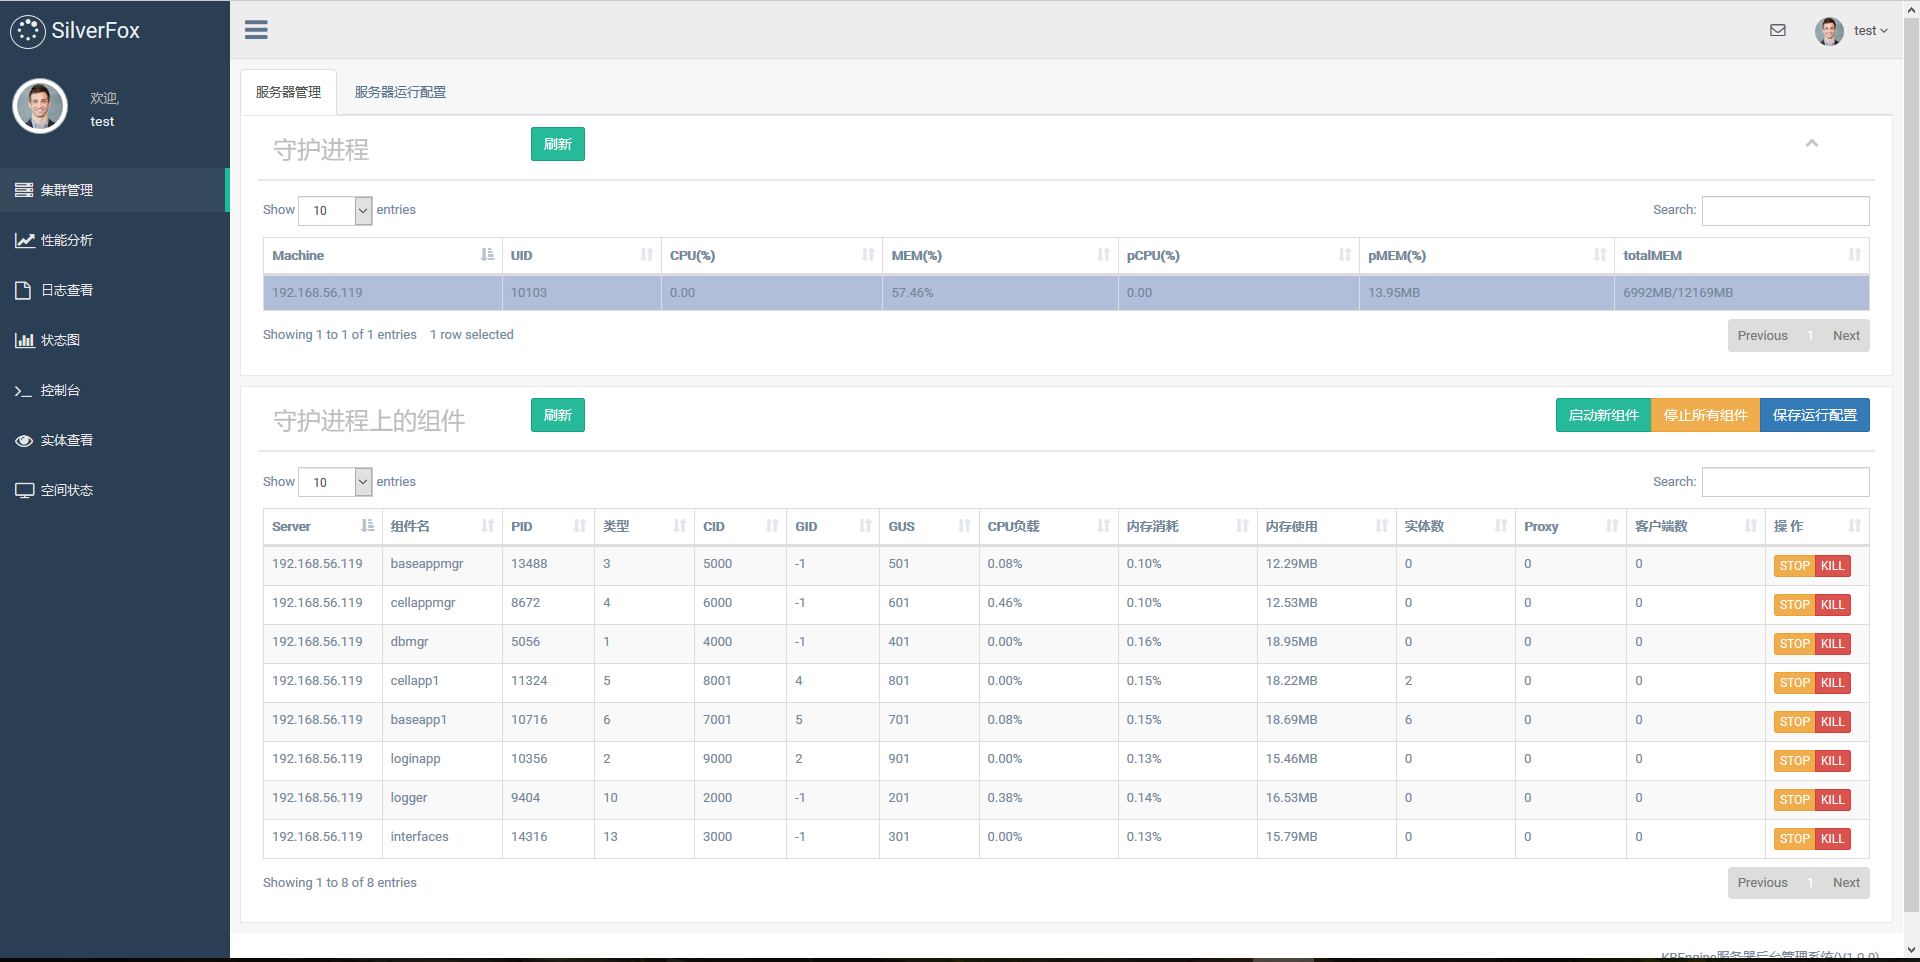 SilverFox
test
欢迎,
test
集群管理
性能分析
日志查看
状态图
控制台
实体查看
空间状态
服务器管理 服务器运行配置
守护进程 刷新
Show 10 entries Search:
Machine UID CPU(%) MEM(%) pCPU(%) pMEM(%) totalMEM
192.168.56.119 10103 0.00 57.46% 0.00 13.95MB 6992MB/12169MB
Showing 1 to 1 of 1 entries 1 row selected Previous 1 Next
守护进程上的组件 刷新 启动新组件 停止所有组件 保存运行配置
Show 10 entries Search:
Server 组件名 PID 类型 CID GID GUS CPU负载 内存消耗 内存使用 实体数 Proxy 客户端数 操 作
192.168.56.119 baseappmgr 13488 3 5000 -1 501 0.08% 0.10% 12.29MB 0 0 0 STOP KILL
192.168.56.119 cellappmgr 8672 4 6000 -1 601 0.46% 0.10% 12.53MB 0 0 0 STOP KILL
192.168.56.119 dbmgr 5056 1 4000 -1 401 0.00% 0.16% 18.95MB 0 0 0 STOP KILL
192.168.56.119 cellapp1 11324 5 8001 4 801 0.00% 0.15% 18.22MB 2 0 0 STOP KILL
192.168.56.119 baseapp1 10716 6 7001 5 701 0.08% 0.15% 18.69MB 6 0 0 STOP KILL
192.168.56.119 loginapp 10356 2 9000 2 901 0.00% 0.13% 15.46MB 0 0 0 STOP KILL
192.168.56.119 logger 9404 10 2000 -1 201 0.38% 0.14% 16.53MB 0 0 0 STOP KILL
192.168.56.119 interfaces 14316 13 3000 -1 301 0.00% 0.13% 15.79MB 0 0 0 STOP KILL
Showing 1 to 8 of 8 entries Previous 1 Next
KBEngine服务器后台管理系统(V1.0.0)